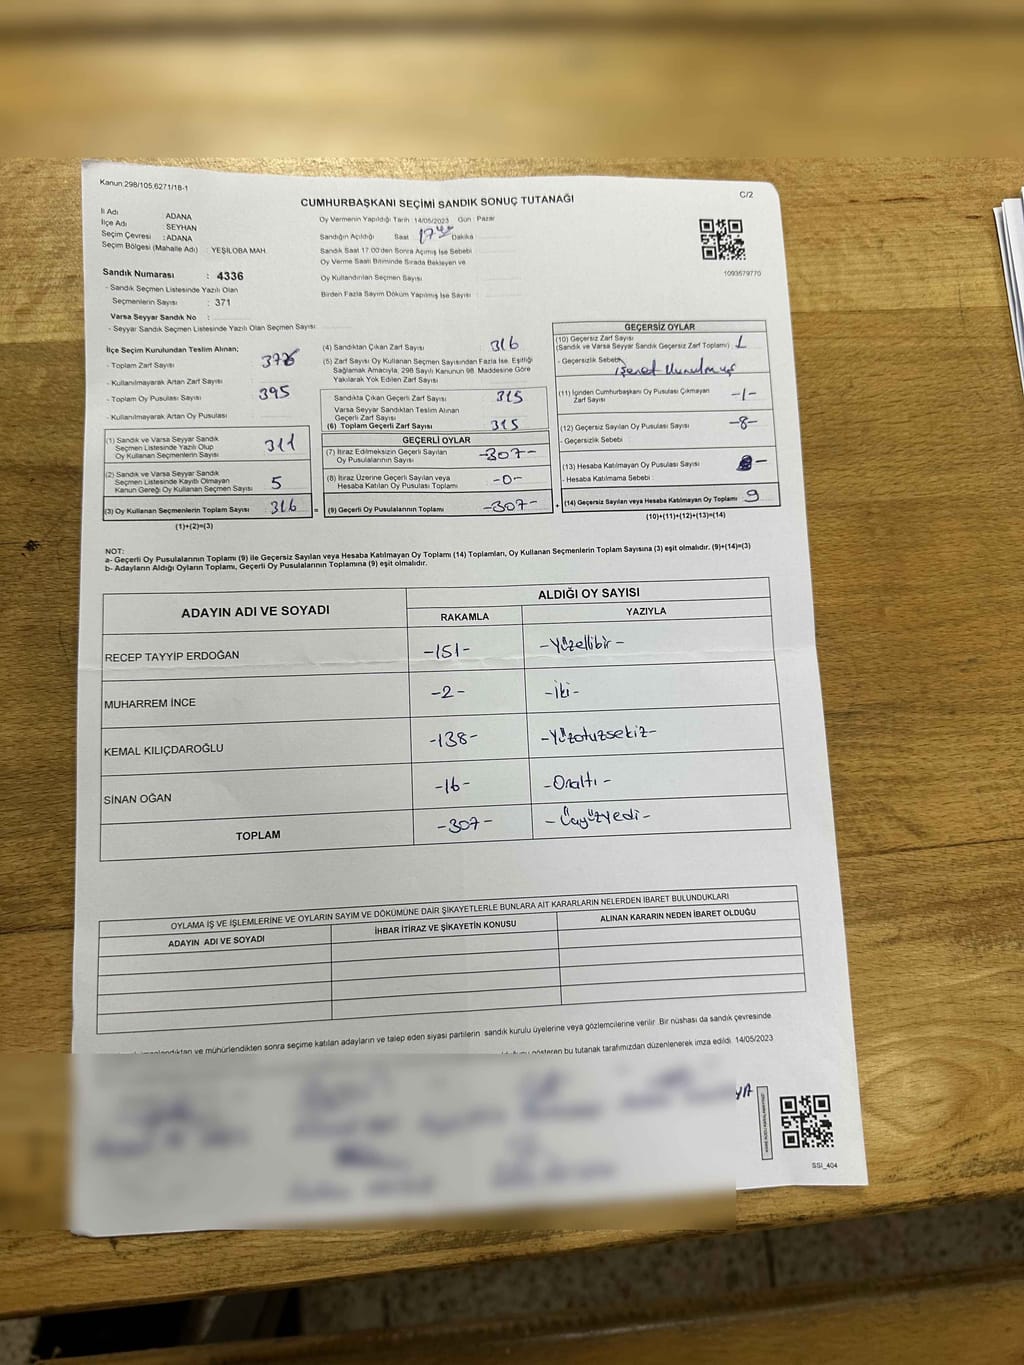 Kanun 298/105,6271/18-1
C/2
CUMHURBAŞKANI SEÇİMİ SANDIK SONUÇ TUTANAĞI
İl Adı : ADANA
İlçe Adı : SEYHAN
Seçim Çevresi : ADANA
Seçim Bölgesi (Mahalle Adı) : YEŞİLOBA MAH.
Sandık Numarası : 4336
- Sandık Seçmen Listesinde Yazılı Olan
Seçmenlerin Sayısı : 371
Varsa Seyyar Sandık No :
- Seyyar Sandık Listesinde Yazılı Olan Seçmen Sayısı:
Oy Vermenin Yapıldığı Tarih : 14/05/2023 Gün : Pazar
Sandığın Açıldığı Saat 17 Dakika
Sandık Saat 17.00'den Sonra Açılmış İse Sebebi
Oy Verme Saati Bitiminde Sırada Bekleyen ve
Oy Kullandırılan Seçmen Sayısı
Birden Fazla Sayım Döküm Yapılmış İse Sayısı :
1093679770
İlçe Seçim Kurulundan Teslim Alınan;
- Toplam Zarf Sayısı
- Kullanılmayarak Artan Zarf Sayısı
- Toplam Oy Pusulası Sayısı 395
- Kullanılmayarak Artan Oy Pusulası
(1) Sandık ve Varsa Seyyar Sandık
Seçmen Listesinde Yazılı Olup
Oy Kullanan Seçmenlerin Sayısı 311
(2) Sandık ve Varsa Seyyar Sandık
Seçmen Listesinde Kayıtlı Olmayan
Kanun Gereği Oy Kullanan Seçmen Sayısı 5
(3) Oy Kullanan Seçmenlerin Toplam Sayısı 316 =
(1)+(2)=(3)
(4) Sandıktan Çıkan Zarf Sayısı 316
(5) Zarf Sayısı Oy Kullanan Seçmen Sayısından Fazla İse, Eşitliği
Sağlamak Amacıyla, 298 Sayılı Kanunun 98. Maddesine Göre
Yakılarak Yok Edilen Zarf Sayısı
Sandıkta Çıkan Geçerli Zarf Sayısı 315
Varsa Seyyar Sandıktan Teslim Alınan
Geçerli Zarf Sayısı
(6) Toplam Geçerli Zarf Sayısı 315
GEÇERLİ OYLAR
(7) İtiraz Edilmeksizin Geçerli Sayılan
Oy Pusulalarının Sayısı -307-
(8) İtiraz Üzerine Geçerli Sayılan veya
Hesaba Katılan Oy Pusulası Toplamı -0-
(9) Geçerli Oy Pusulalarının Toplamı -307- +
GEÇERSİZ OYLAR
(10) Geçersiz Zarf Sayısı
(Sandık ve Varsa Seyyar Sandık Geçersiz Zarf Toplamı) 1
- Geçersizlik Sebebi
İşaret Konulmuş
(11) İçinden Cumhurbaşkanı Oy Pusulası Çıkmayan
Zarf Sayısı -/-
(12) Geçersiz Sayılan Oy Pusulası Sayısı -8-
- Geçersizlik Sebebi
(13) Hesaba Katılmayan Oy Pusulası Sayısı
- Hesaba Katılmama Sebebi :
(14) Geçersiz Sayılan veya Hesaba Katılmayan Oy Toplamı 9
(10)+(11)+(12)+(13)=(14)
NOT:
a- Geçerli Oy Pusulalarının Toplamı (9) ile Geçersiz Sayılan veya Hesaba Katılmayan Oy Toplamı (14) Toplamları, Oy Kullanan Seçmenlerin Toplam Sayısına (3) eşit olmalıdır. (9)+(14)=(3)
b- Adayların Aldığı Oyların Toplamı, Geçerli Oy Pusulalarının Toplamına (9) eşit olmalıdır.
ADAYIN ADI VE SOYADI
ALDIĞI OY SAYISI
RAKAMLA YAZIYLA
RECEP TAYYİP ERDOĞAN -151- -Yüzellibir-
MUHARREM İNCE -2- -İki-
KEMAL KILIÇDAROĞLU -138- -Yüzotuzsekiz-
SİNAN OĞAN -16- -Onaltı-
TOPLAM -307- -Üçyüzyedi-
OYLAMA İŞ VE İŞLEMLERİNE VE OYLARIN SAYIM VE DÖKÜMÜNE DAİR ŞİKAYETLERLE BUNLARA AİT KARARLARIN NELERDEN İBARET BULUNDUKLARI
ADAYIN ADI VE SOYADI İHBAR İTİRAZ VE ŞİKAYETİN KONUSU ALINAN KARARIN NEDEN İBARET OLDUĞU
ve mühürlendikten sonra seçime katılan adayların ve talep eden siyasi partilerin sandık kurulu üyelerine veya gözlemcilerine verilir. Bir nüshası da sandık çevresinde
gösteren bu tutanak tarafımızdan düzenlenerek imza edildi. 14/05/2023
YA
SSİ_404